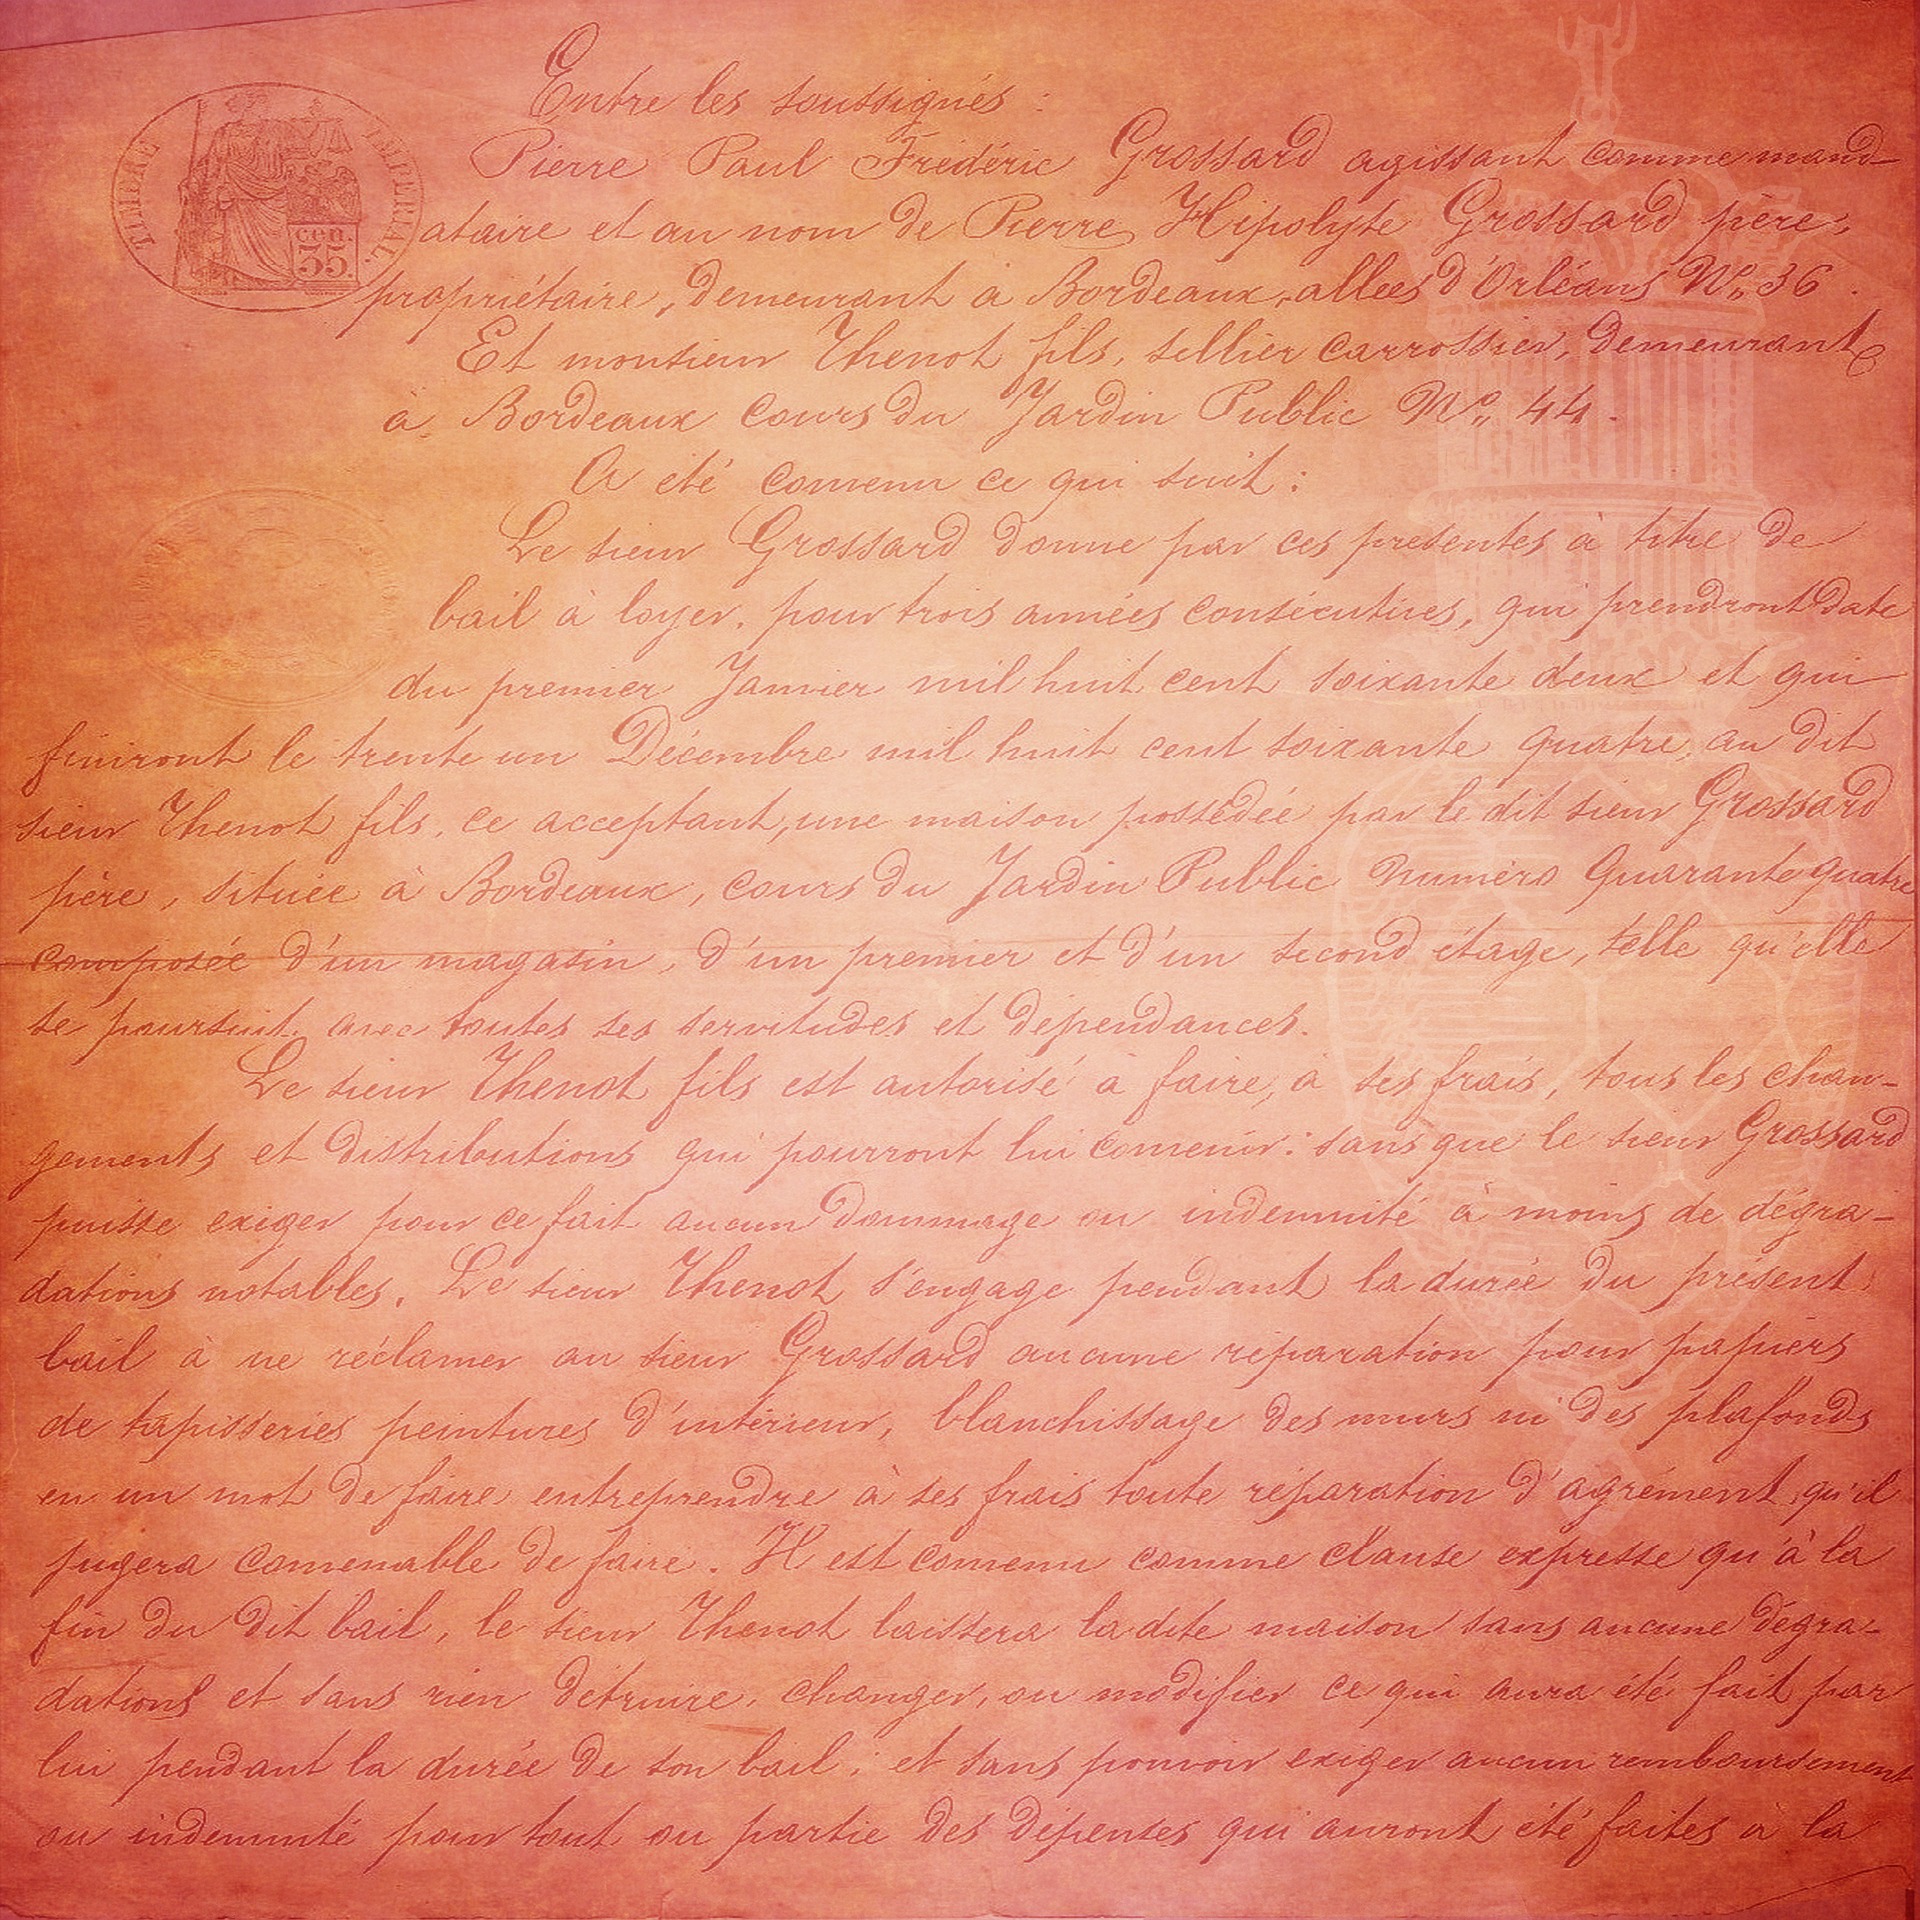 Entre les soussignés :
Pierre Paul Frédéric Grossard agissant comme mand-
TIMBRE IMPERIAL
cen. 35.
ataire et au nom de Pierre Hipolyte Grossard père,
propriétaire, demeurant à Bordeaux, allées d'Orléans No 36.
Et monsieur Thenot fils, sellier carrossier, demeurant
à Bordeaux cours du Jardin Public No 44.
A été convenu ce qui suit :
Le sieur Grossard donne par ces présentes à titre de
bail à loyer, pour trois années consécutives, qui prendront date
du premier Janvier mil huit cent soixante deux et qui
finiront le trente un Décembre mil huit cent soixante quatre, au dit
sieur Thenot fils, ce acceptant, une maison possédée par le dit sieur Grossard
père, située à Bordeaux, cours du Jardin Public Numéro Quarante quatre
composée d'un magasin, d'un premier et d'un second étage, telle qu'elle
se poursuit, avec toutes ses servitudes et dépendances.
Le sieur Thenot fils est autorisé à faire, à ses frais, tous les chan-
gements et distributions qui pourront lui convenir : sans que le sieur Grossard
puisse exiger pour ce fait aucun dommage ou indemnité à moins de dégra-
dations notables. Le sieur Thenot s'engage pendant la durée du présent
bail à ne réclamer au sieur Grossard aucune réparation pour papiers
de tapisseries peintures d'intérieur, blanchissage des murs ni des plafonds
en un mot de faire entreprendre à ses frais toute réparation d'agrément qu'il
jugera convenable de faire. Il est convenu comme clause expresse qu'à la
fin du dit bail, le sieur Thenot laissera la dite maison sans aucune dégra-
dations et sans rien détruire, changer, ou modifier ce qui aura été fait par
lui pendant la durée de son bail ; et sans pouvoir exiger aucun remboursement
ou indemnité pour tout ou partie des dépenses qui auront été faites à la